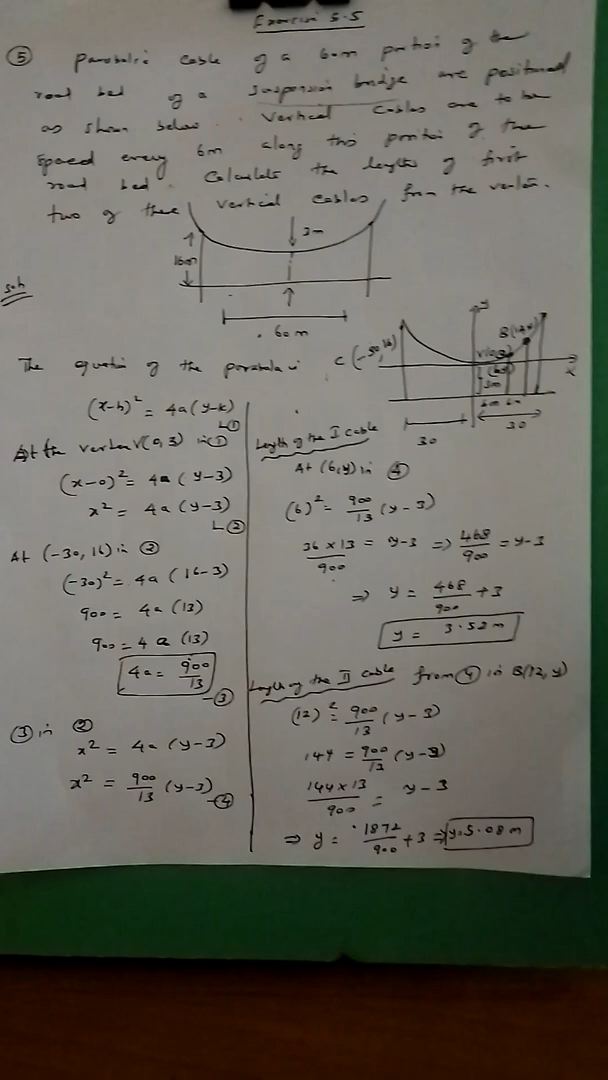 Exercise 5.5
⑤ parabolic cable of a 60m portion of the
road bed of a suspension bridge are positioned
as shown below. Vertical cables are to be
spaced every 6m along this portion of the
road bed. Calculate the lengths of first
two of these vertical cables from the vertex.
3m
16m
60m
Soln
The equation of the parabola is
(x-h)² = 4a(y-k)
①
At the vertex V(0,3) in ①
(x-0)² = 4a (y-3)
x² = 4a (y-3)
②
At (-30, 16) in ②
(-30)² = 4a (16-3)
900 = 4a (13)
900 = 4a (13)
4a = 900/13
③
③ in ②
x² = 4a (y-3)
x² = 900/13 (y-3)
④
y
x
3m
6m 6m
30
30
Length of the I cable
At (6,y) in ④
(6)² = 900/13 (y-3)
36 x 13/900 = y-3 ⇒ 468/900 = y-3
⇒ y = 468/900 + 3
y = 3.52 m
Length of the II cable from ④ in B(12, y)
(12)² = 900/13 (y-3)
144 = 900/13 (y-3)
144 x 13/900 = y-3
⇒ y = 1872/900 + 3 ⇒ y = 5.08 m